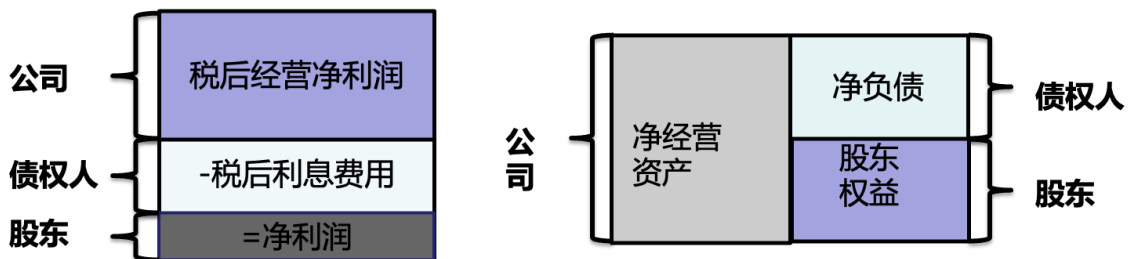 公司
税后经营净利润
债权人
-税后利息费用
股东
=净利润
公
司
净经营
资产
净负债
债权人
股东
权益
股东